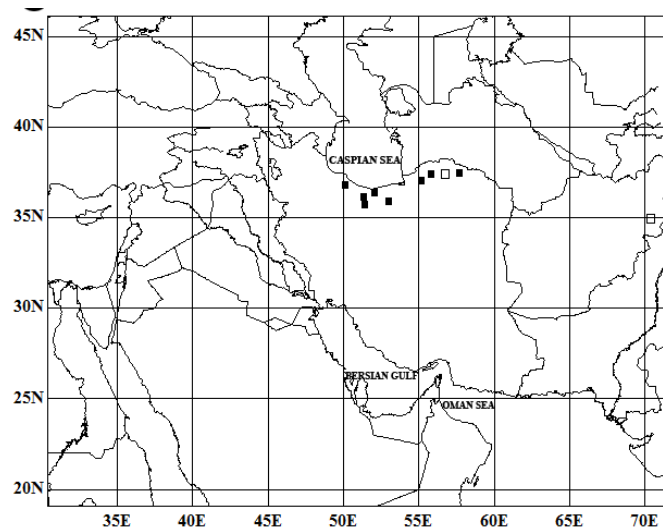 45N
40N
CASPIAN SEA
35N
30N
PERSIAN GULF
25N
OMAN SEA
20N
35E 40E 45E 50E 55E 60E 65E 70E